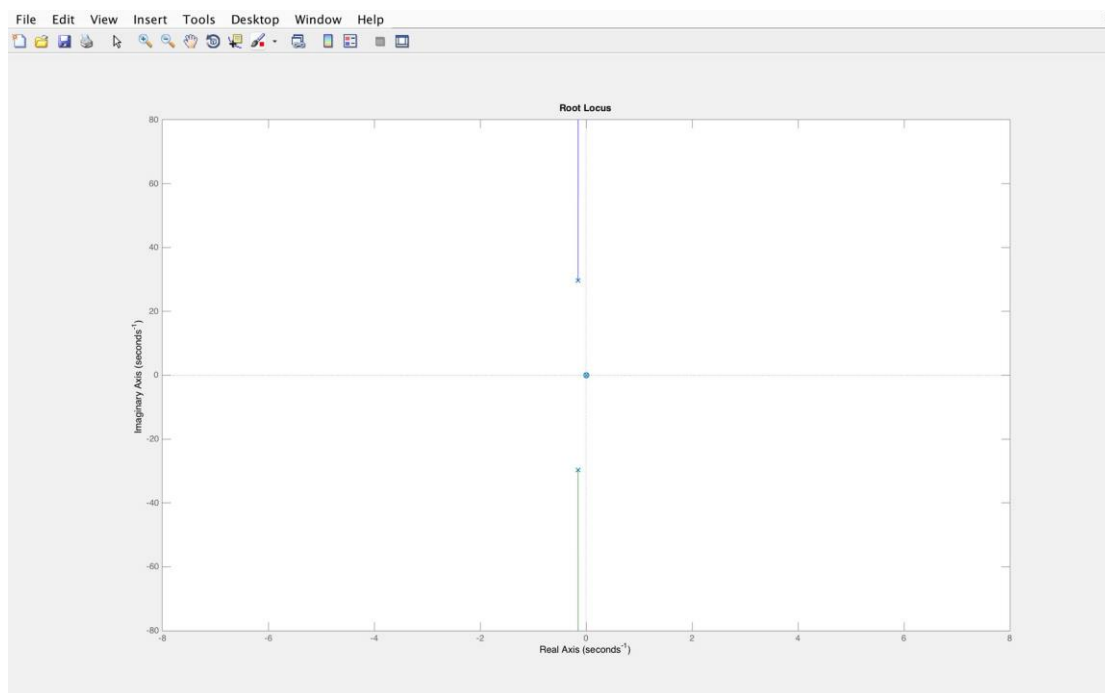 File Edit View Insert Tools Desktop Window Help
Root Locus
80
60
40
20
0
-20
-40
-60
-80
Imaginary Axis (seconds⁻¹)
-8 -6 -4 -2 0 2 4 6 8
Real Axis (seconds⁻¹)